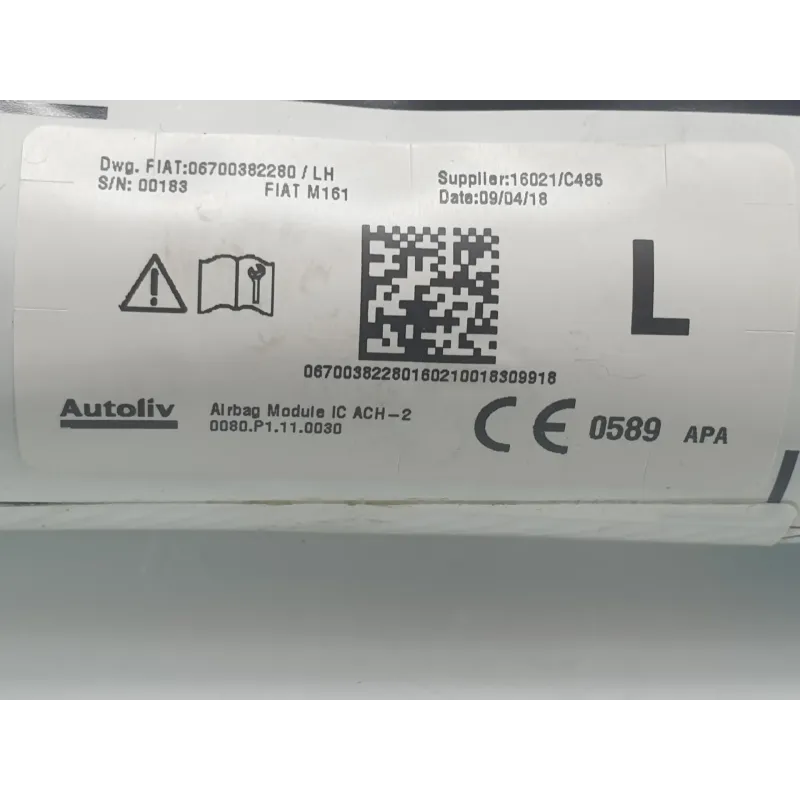 Dwg. FIAT:06700382280 / LH
S/N: 00183 FIAT M161
Supplier:16021/C485
Date:09/04/18
L
06700382280160210018309918
Autoliv
Airbag Module IC ACH-2
0080.P1.11.0030
CE 0589 APA